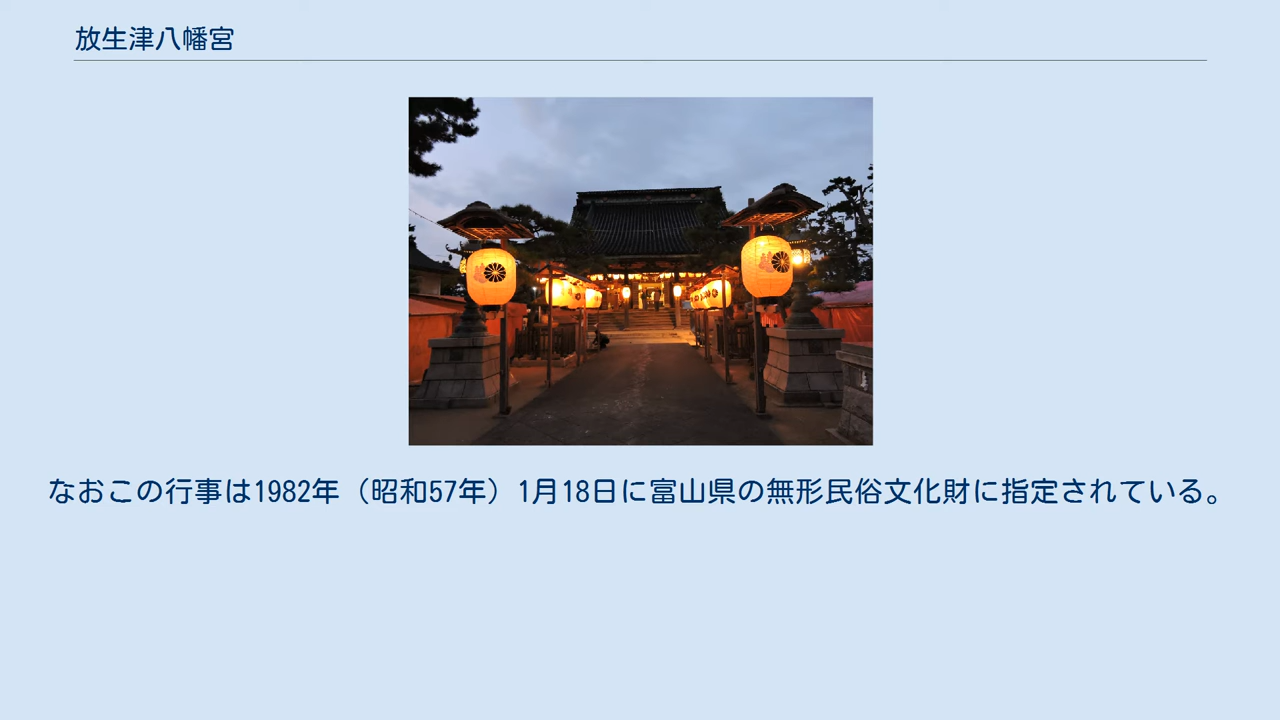 放生津八幡宮
なおこの行事は1982年（昭和57年）1月18日に富山県の無形民俗文化財に指定されている。